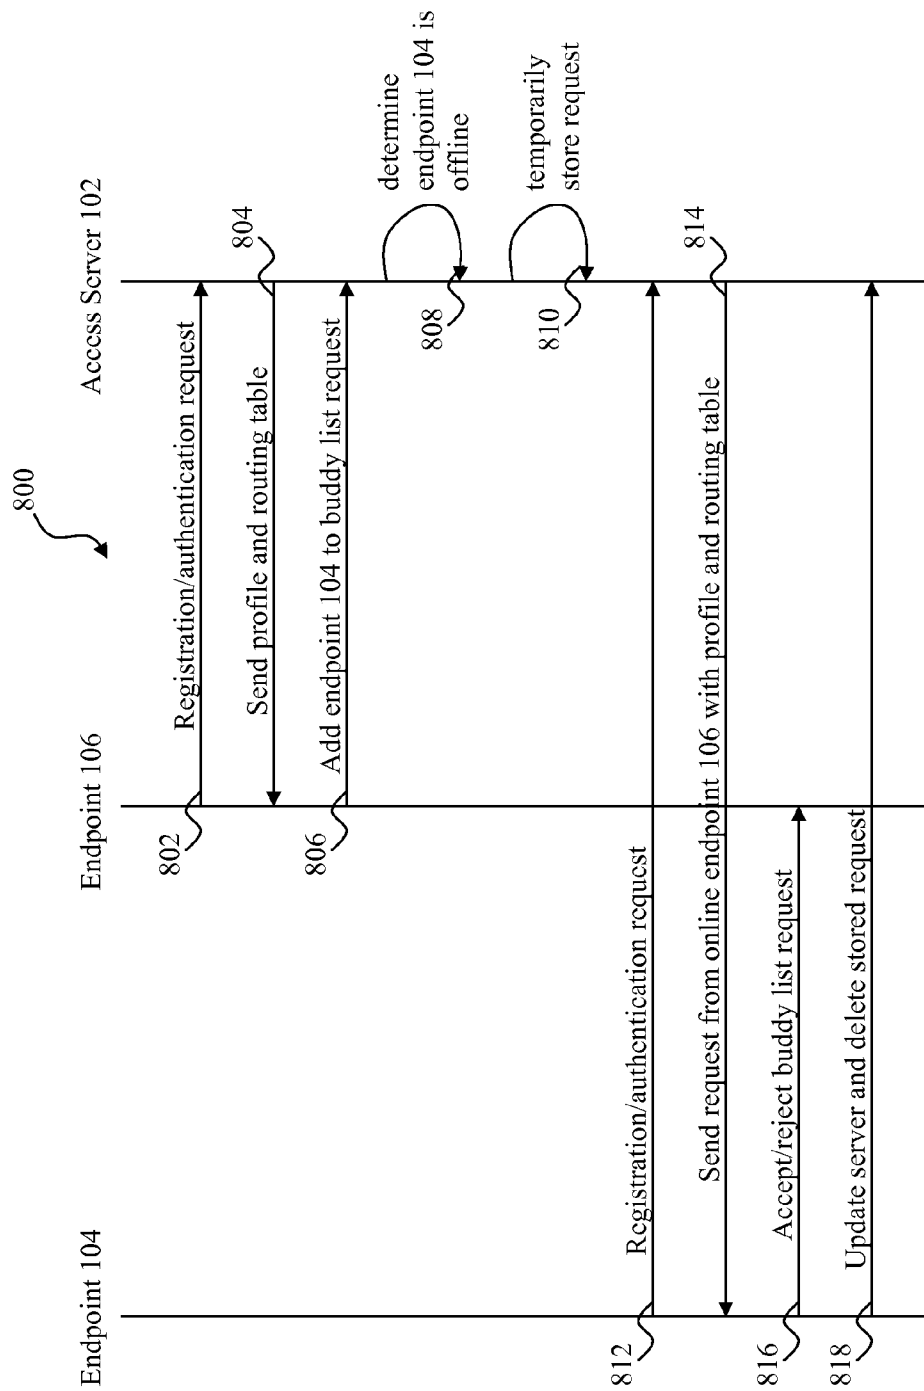 800
Endpoint 104
Endpoint 106
Access Server 102
Registration/authentication request
802
Send profile and routing table
804
Add endpoint 104 to buddy list request
806
determine
endpoint 104 is
offline
808
temporarily
store request
810
Registration/authentication request
812
Send request from online endpoint 106 with profile and routing table
814
Accept/reject buddy list request
816
Update server and delete stored request
818